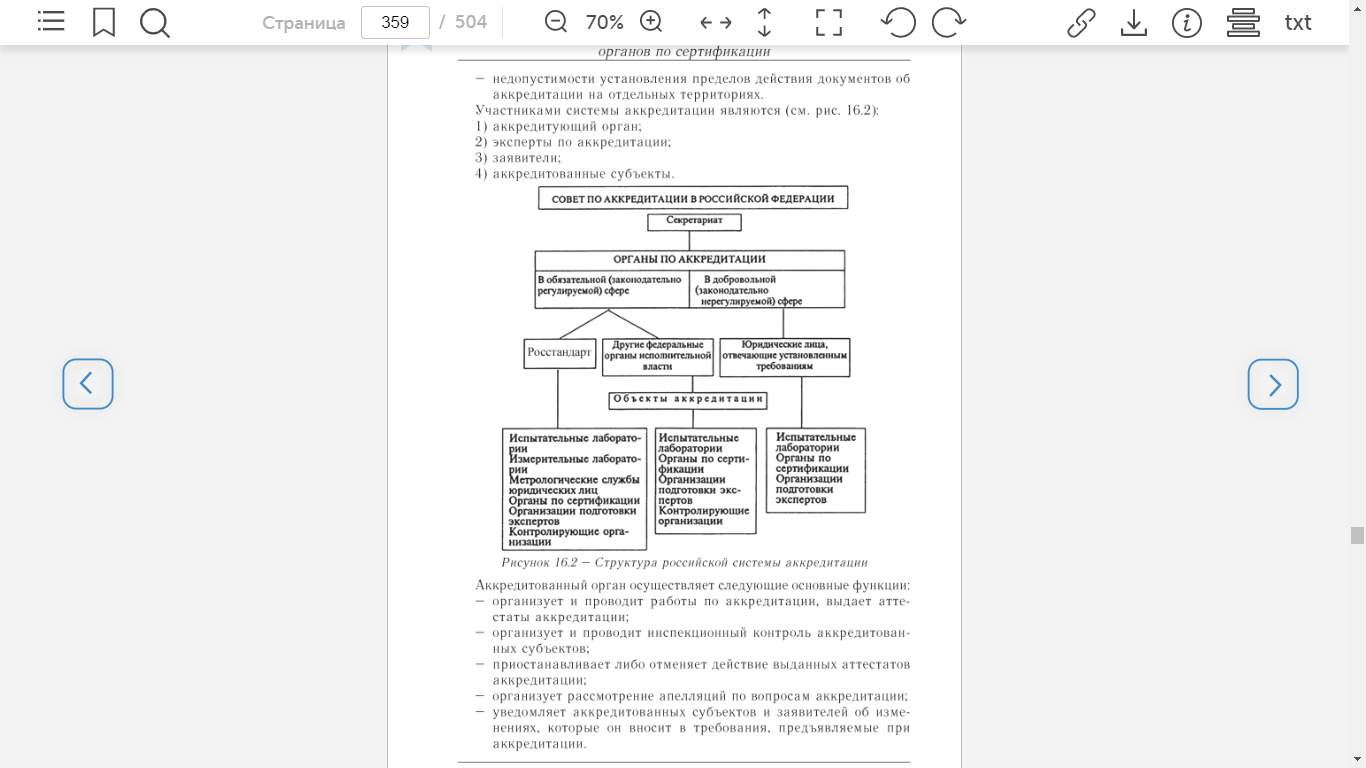 Страница 359 / 504 70% txt
органов по сертификации
– недопустимости установления пределов действия документов об
аккредитации на отдельных территориях.
Участниками системы аккредитации являются (см. рис. 16.2):
1) аккредитующий орган;
2) эксперты по аккредитации;
3) заявители;
4) аккредитованные субъекты.
СОВЕТ ПО АККРЕДИТАЦИИ В РОССИЙСКОЙ ФЕДЕРАЦИИ
Секретариат
ОРГАНЫ ПО АККРЕДИТАЦИИ
В обязательной (законодательно
регулируемой) сфере
В добровольной
(законодательно
нерегулируемой) сфере
Росстандарт
Другие федеральные
органы исполнительной
власти
Юридические лица,
отвечающие установленным
требованиям
Объекты аккредитации
Испытательные лаборато-
рии
Измерительные лаборато-
рии
Метрологические службы
юридических лиц
Органы по сертификации
Организации подготовки
экспертов
Контролирующие орга-
низации
Испытательные
лаборатории
Органы по серти-
фикации
Организации
подготовки экс-
пертов
Контролирующие
организации
Испытательные
лаборатории
Органы по
сертификации
Организации
подготовки
экспертов
Рисунок 16.2 – Структура российской системы аккредитации
Аккредитованный орган осуществляет следующие основные функции:
– организует и проводит работы по аккредитации, выдает атте-
статы аккредитации;
– организует и проводит инспекционный контроль аккредитован-
ных субъектов;
– приостанавливает либо отменяет действие выданных аттестатов
аккредитации;
– организует рассмотрение апелляций по вопросам аккредитации;
– уведомляет аккредитованных субъектов и заявителей об изме-
нениях, которые он вносит в требования, предъявляемые при
аккредитации.